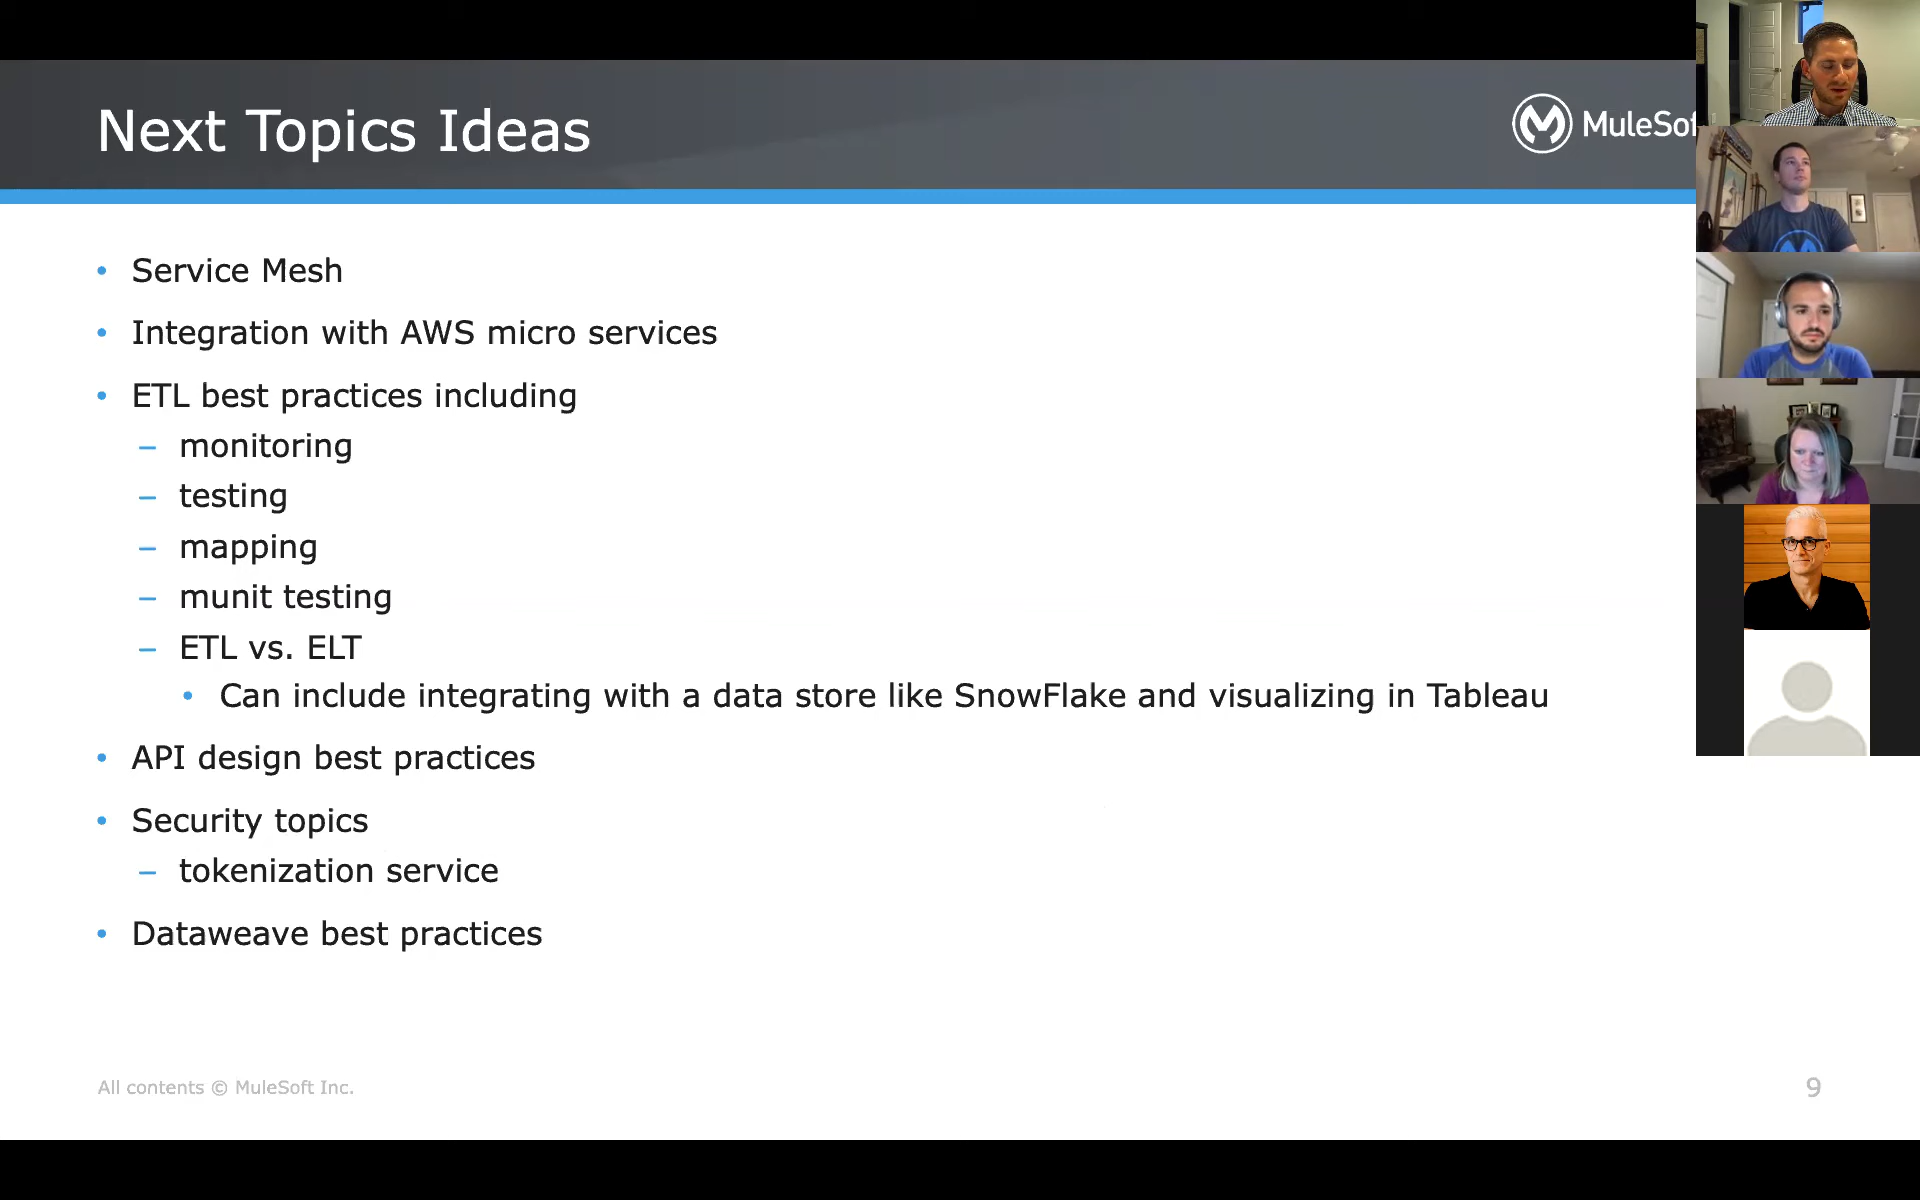 Next Topics Ideas
MuleSof
• Service Mesh
• Integration with AWS micro services
• ETL best practices including
– monitoring
– testing
– mapping
– munit testing
– ETL vs. ELT
• Can include integrating with a data store like SnowFlake and visualizing in Tableau
• API design best practices
• Security topics
– tokenization service
• Dataweave best practices
All contents © MuleSoft Inc.
9